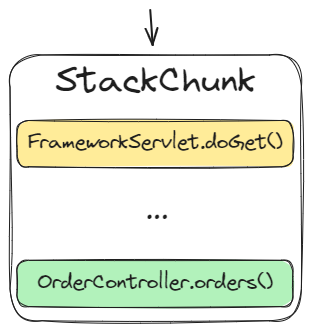 StackChunk
FrameworkServlet.doGet()
...
OrderController.orders()